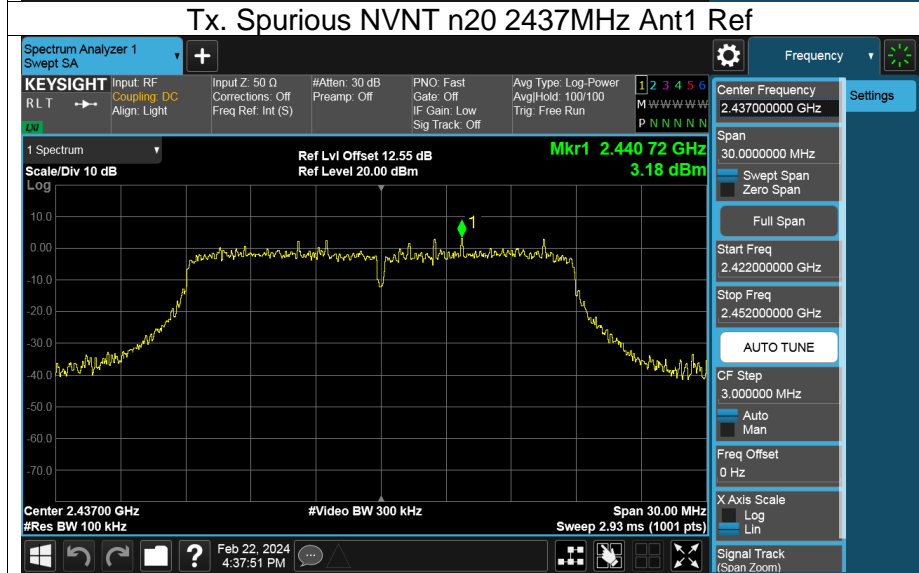 Tx. Spurious NVNT n20 2437MHz Ant1 Ref
Spectrum Analyzer 1
Swept SA
Frequency
KEYSIGHT
R L T
LXI
Input: RF
Coupling: DC
Align: Light
Input Z: 50 Ω
Corrections: Off
Freq Ref: Int (S)
#Atten: 30 dB
Preamp: Off
PNO: Fast
Gate: Off
IF Gain: Low
Sig Track: Off
Avg Type: Log-Power
Avg|Hold: 100/100
Trig: Free Run
1 2 3 4 5 6
M W W W W W
P N N N N N
1 Spectrum
Scale/Div 10 dB
Ref Lvl Offset 12.55 dB
Ref Level 20.00 dBm
Mkr1 2.440 72 GHz
3.18 dBm
Log
10.0
0.00
-10.0
-20.0
-30.0
-40.0
-50.0
-60.0
-70.0
1
Center 2.43700 GHz
#Res BW 100 kHz
#Video BW 300 kHz
Span 30.00 MHz
Sweep 2.93 ms (1001 pts)
Feb 22, 2024
4:37:51 PM
Center Frequency
2.437000000 GHz
Span
30.0000000 MHz
Swept Span
Zero Span
Full Span
Start Freq
2.422000000 GHz
Stop Freq
2.452000000 GHz
AUTO TUNE
CF Step
3.000000 MHz
Auto
Man
Freq Offset
0 Hz
X Axis Scale
Log
Lin
Signal Track
(Span Zoom)
Settings